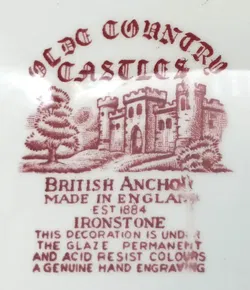 OLDE COUNTRY
CASTLES
BRITISH ANCHOR
MADE IN ENGLAND
EST 1884
IRONSTONE
THIS DECORATION IS UNDER
THE GLAZE PERMANENT
AND ACID RESIST COLOURS
A GENUINE HAND ENGRAVING